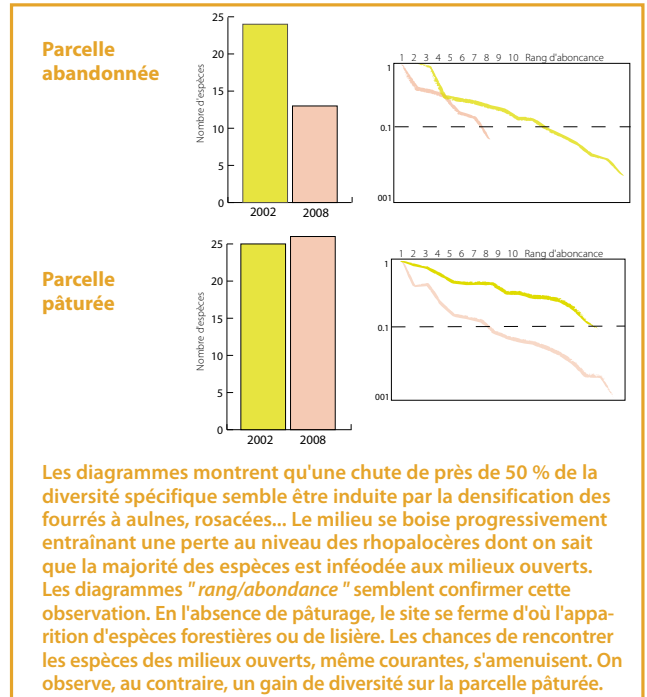 Parcelle
abandonnée
Nombre d'espèces
25
20
15
10
5
0
2002 2008
1 2 3 4 5 6 7 8 9 10 Rang d'aboncance
1
0.1
001
Parcelle
pâturée
Nombre d'espèces
25
20
15
10
5
0
2002 2008
1 2 3 4 5 6 7 8 9 10 Rang d'aboncance
1
0.1
001
Les diagrammes montrent qu'une chute de près de 50 % de la
diversité spécifique semble être induite par la densification des
fourrés à aulnes, rosacées... Le milieu se boise progressivement
entraînant une perte au niveau des rhopalocères dont on sait
que la majorité des espèces est inféodée aux milieux ouverts.
Les diagrammes "rang/abondance " semblent confirmer cette
observation. En l'absence de pâturage, le site se ferme d'où l'appa-
rition d'espèces forestières ou de lisière. Les chances de rencontrer
les espèces des milieux ouverts, même courantes, s'amenuisent. On
observe, au contraire, un gain de diversité sur la parcelle pâturée.